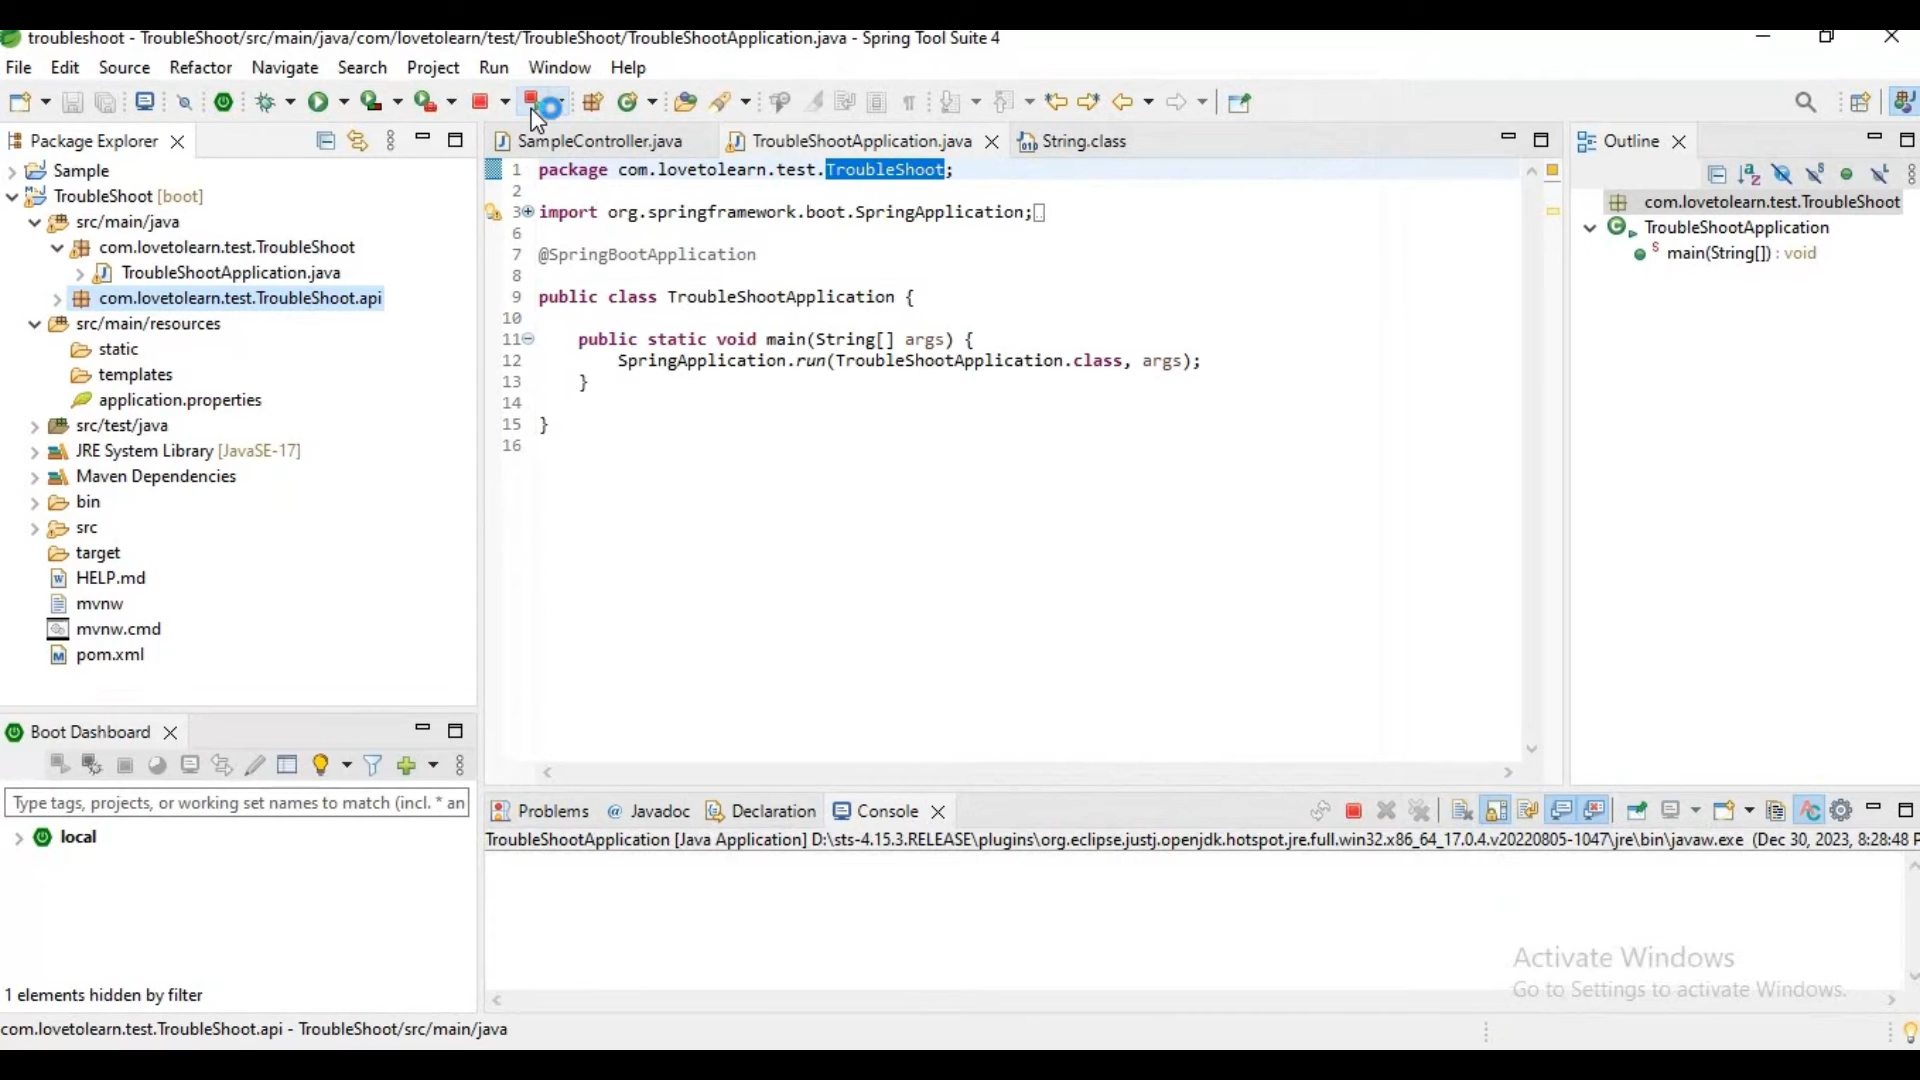 troubleshoot - TroubleShoot/src/main/java/com/lovetolearn/test/TroubleShoot/TroubleShootApplication.java - Spring Tool Suite 4
File Edit Source Refactor Navigate Search Project Run Window Help
Package Explorer
Sample
TroubleShoot [boot]
src/main/java
com.lovetolearn.test.TroubleShoot
TroubleShootApplication.java
com.lovetolearn.test.TroubleShoot.api
src/main/resources
static
templates
application.properties
src/test/java
JRE System Library [JavaSE-17]
Maven Dependencies
bin
src
target
HELP.md
mvnw
mvnw.cmd
pom.xml
SampleController.java TroubleShootApplication.java String.class
1 package com.lovetolearn.test.TroubleShoot;
2
3 import org.springframework.boot.SpringApplication;
6
7 @SpringBootApplication
8
9 public class TroubleShootApplication {
10
11 public static void main(String[] args) {
12 SpringApplication.run(TroubleShootApplication.class, args);
13 }
14
15 }
16
Outline
com.lovetolearn.test.TroubleShoot
TroubleShootApplication
main(String[]) : void
Boot Dashboard
Type tags, projects, or working set names to match (incl. * an
local
1 elements hidden by filter
Problems Javadoc Declaration Console
TroubleShootApplication [Java Application] D:\sts-4.15.3.RELEASE\plugins\org.eclipse.justj.openjdk.hotspot.jre.full.win32.x86_64_17.0.4.v20220805-1047\jre\bin\javaw.exe (Dec 30, 2023, 8:28:48 P
Activate Windows
Go to Settings to activate Windows.
com.lovetolearn.test.TroubleShoot.api - TroubleShoot/src/main/java